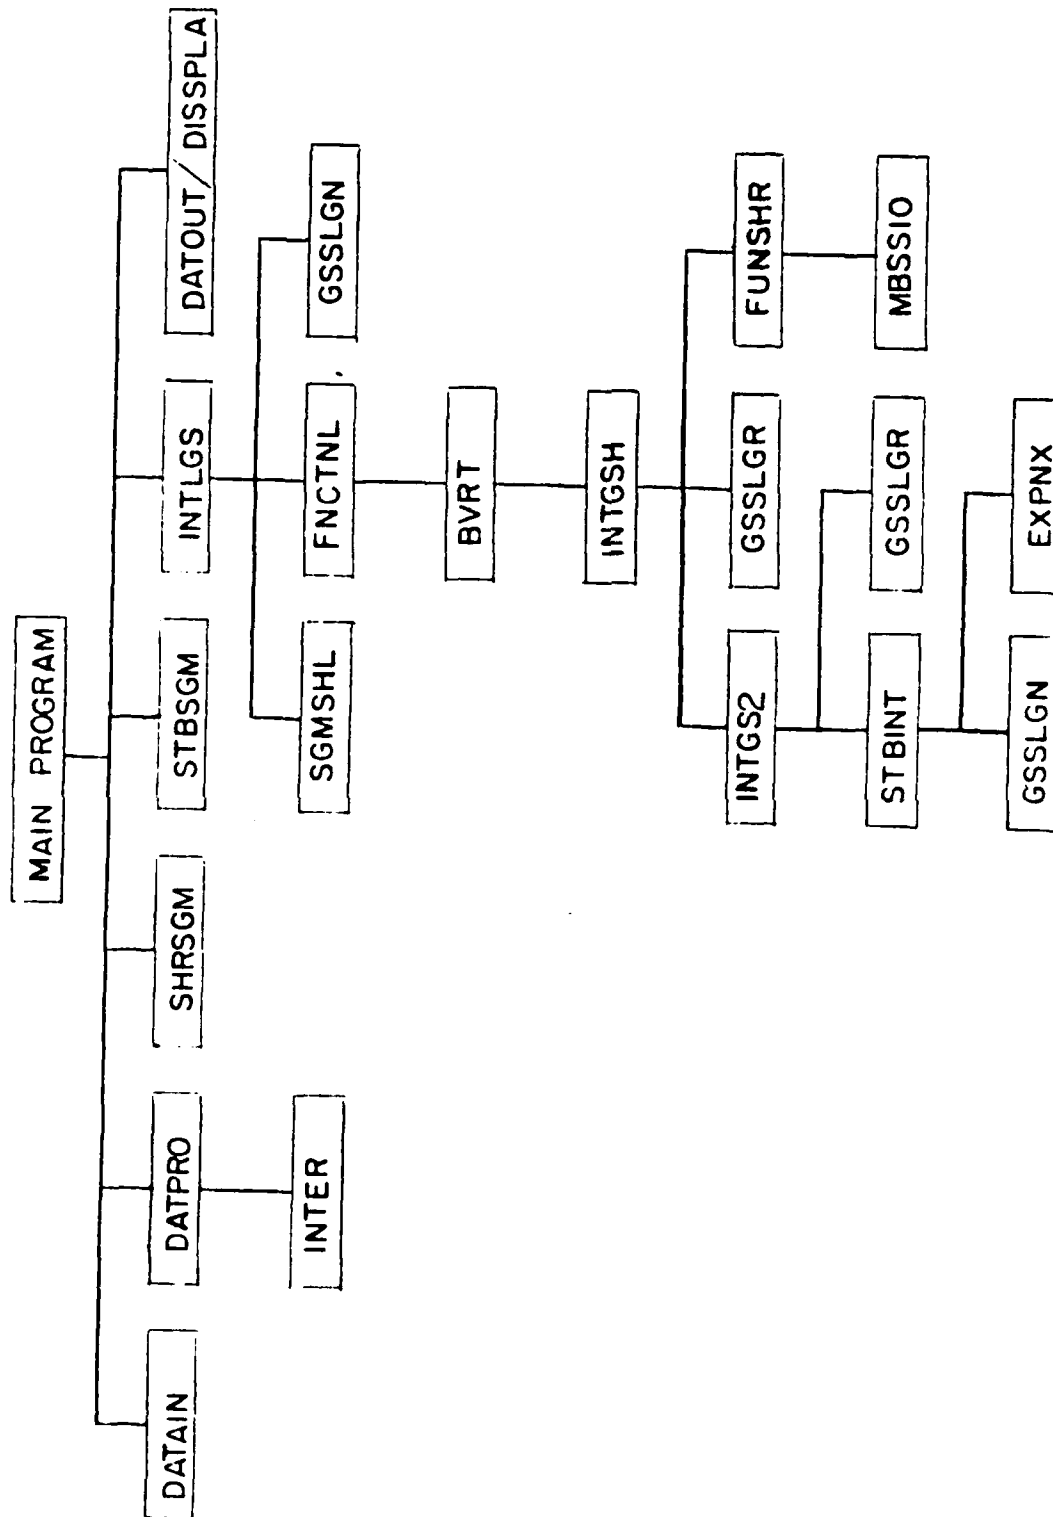 MAIN PROGRAM
DATAIN
DATPRO
SHRSGM
STBSGM
INTLGS
DATOUT/DISSPLA
INTER
SGMSHL
FNCTNL
GSSLGN
BVRT
INTGSH
INTGS2
GSSLGR
FUNSHR
STBINT
GSSLGR
MBSSIO
GSSLGN
EXPNX